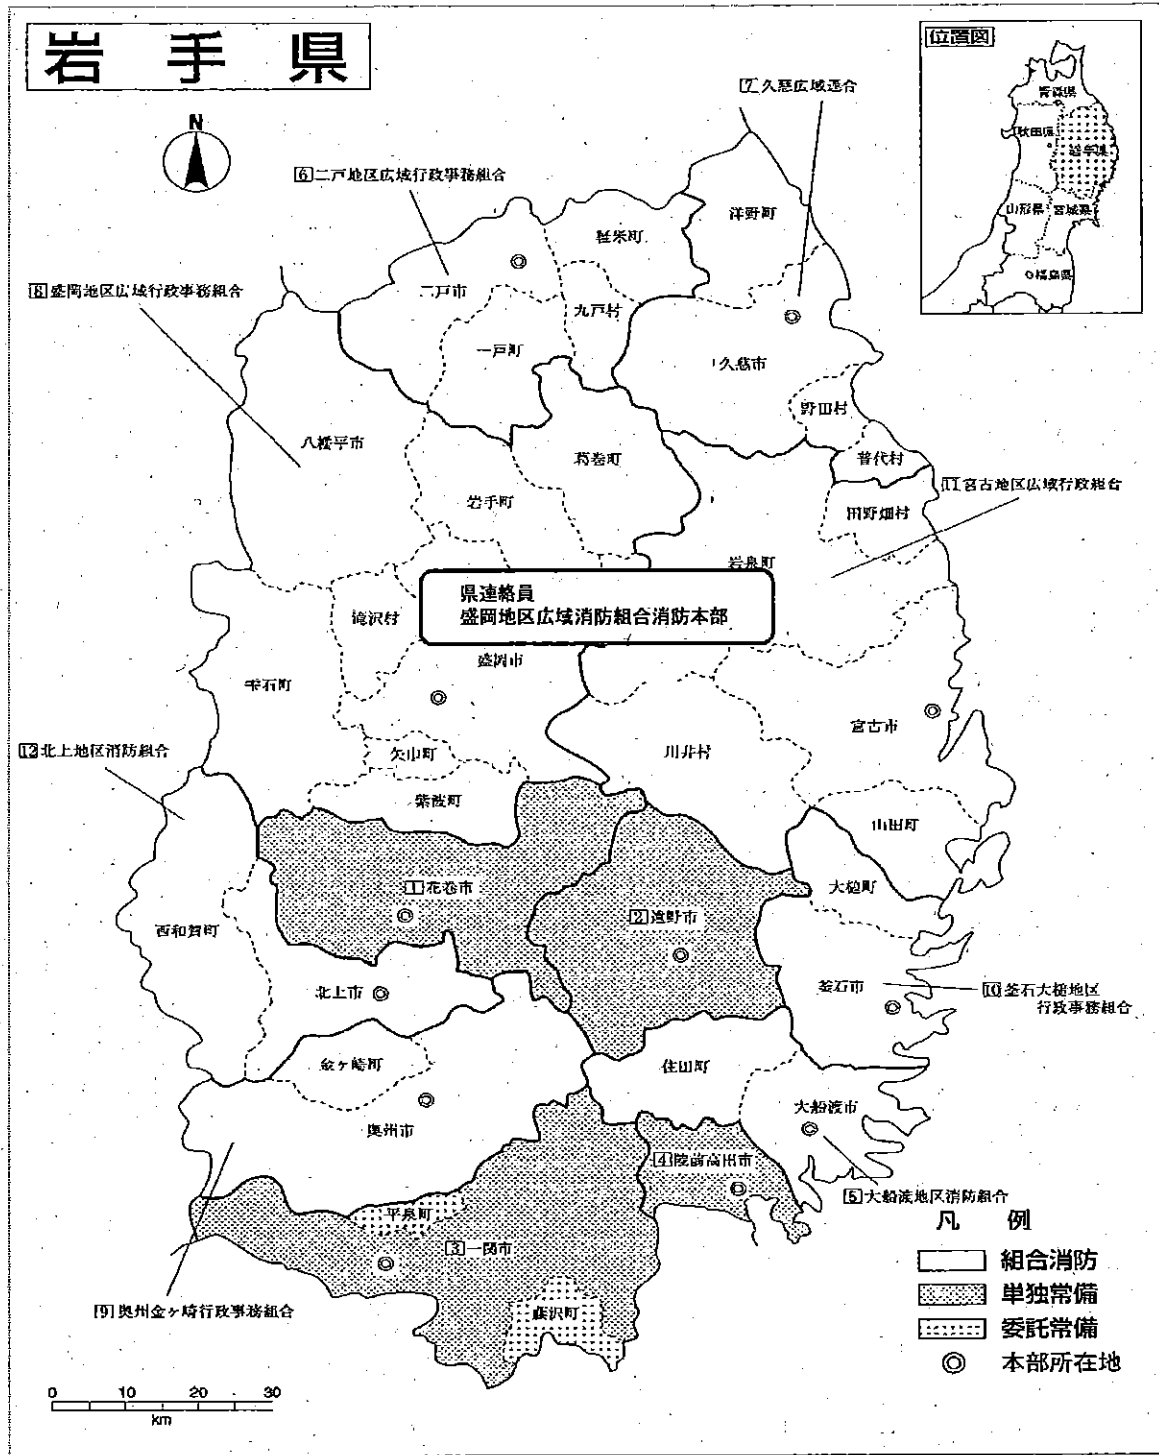 岩手県
位置図
青森県
秋田県
岩手県
山形県
宮城県
福島県
N
7 久慈広域連合
6 二戸地区広域行政事務組合
8 盛岡地区広域行政事務組合
洋野町
軽米町
二戸市
九戸村
一戸町
久慈市
野田村
普代村
八幡平市
葛巻町
岩手町
11 宮古地区広域行政組合
田野畑村
岩泉町
県連絡員
盛岡地区広域消防組合消防本部
滝沢村
盛岡市
雫石町
宮古市
川井村
12 北上地区消防組合
矢巾町
紫波町
山田町
1 花巻市
大槌町
2 遠野市
西和賀町
北上市
釜石市
10 釜石大槌地区
行政事務組合
金ヶ崎町
住田町
大船渡市
奥州市
4 陸前高田市
5 大船渡地区消防組合
平泉町
3 一関市
9 奥州金ヶ崎行政事務組合
藤沢町
凡例
組合消防
単独常備
委託常備
本部所在地
0 10 20 30
km